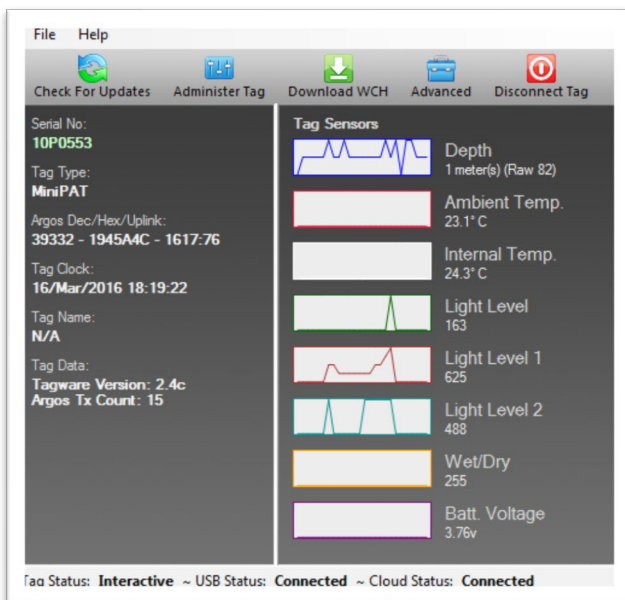 File Help
Check For Updates Administer Tag Download WCH Advanced Disconnect Tag
Serial No:
10P0553
Tag Type:
MiniPAT
Argos Dec/Hex/Uplink:
39332 - 1945A4C - 1617:76
Tag Clock:
16/Mar/2016 18:19:22
Tag Name:
N/A
Tag Data:
Tagware Version: 2.4c
Argos Tx Count: 15
Tag Sensors
Depth
1 meter(s) (Raw 82)
Ambient Temp.
23.1° C
Internal Temp.
24.3° C
Light Level
163
Light Level 1
625
Light Level 2
488
Wet/Dry
255
Batt. Voltage
3.76v
Tag Status: Interactive ~ USB Status: Connected ~ Cloud Status: Connected